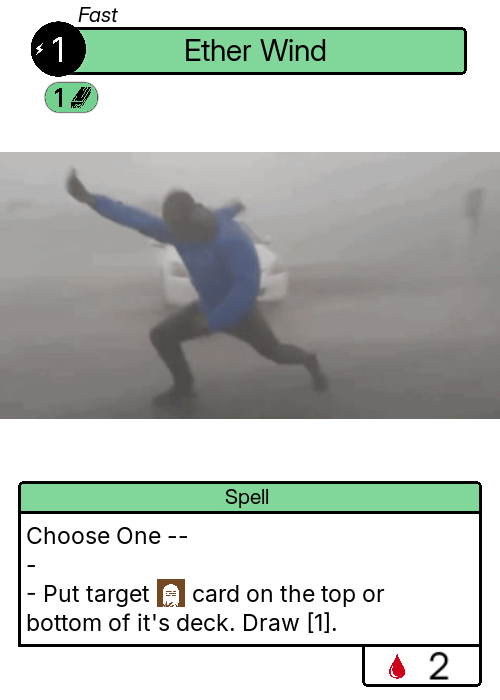 Fast
1
Ether Wind
1
Spell
Choose One --
-
- Put target card on the top or
bottom of it's deck. Draw [1].
2